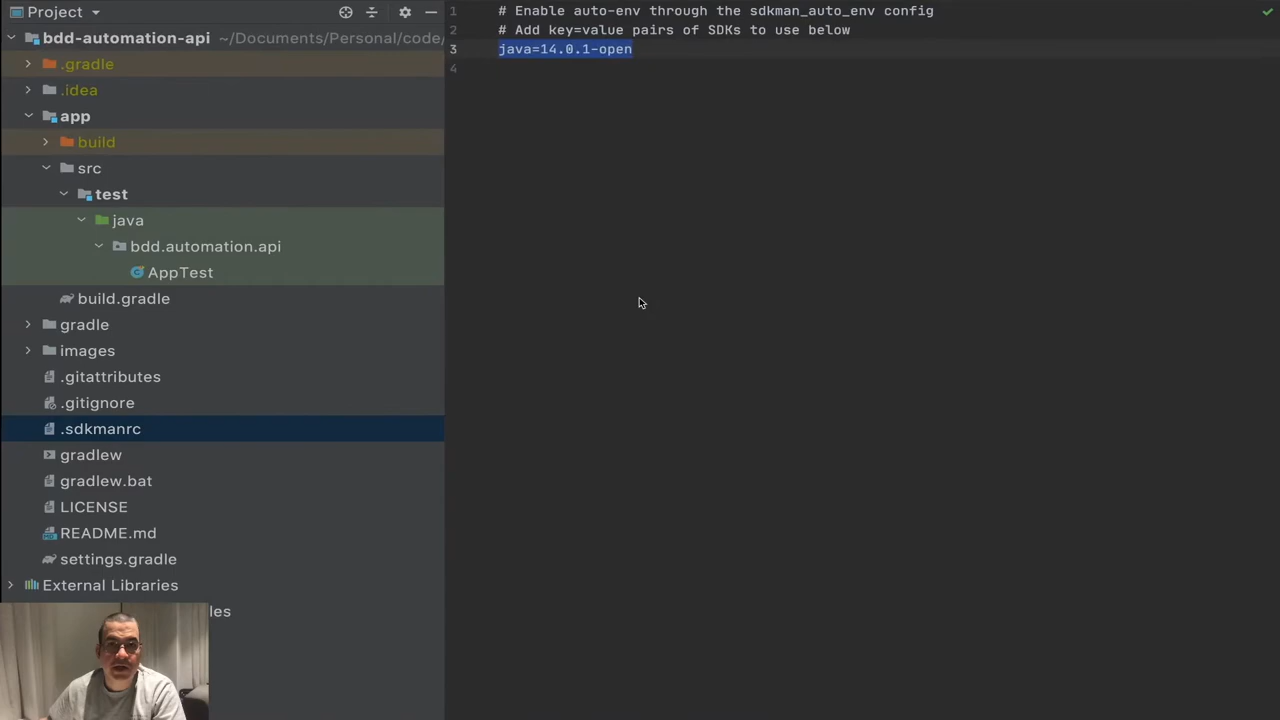 Project
bdd-automation-api ~/Documents/Personal/code/
.gradle
.idea
app
build
src
test
java
bdd.automation.api
AppTest
build.gradle
gradle
images
.gitattributes
.gitignore
.sdkmanrc
gradlew
gradlew.bat
LICENSE
README.md
settings.gradle
External Libraries
les
1 # Enable auto-env through the sdkman_auto_env config
2 # Add key=value pairs of SDKs to use below
3 java=14.0.1-open
4